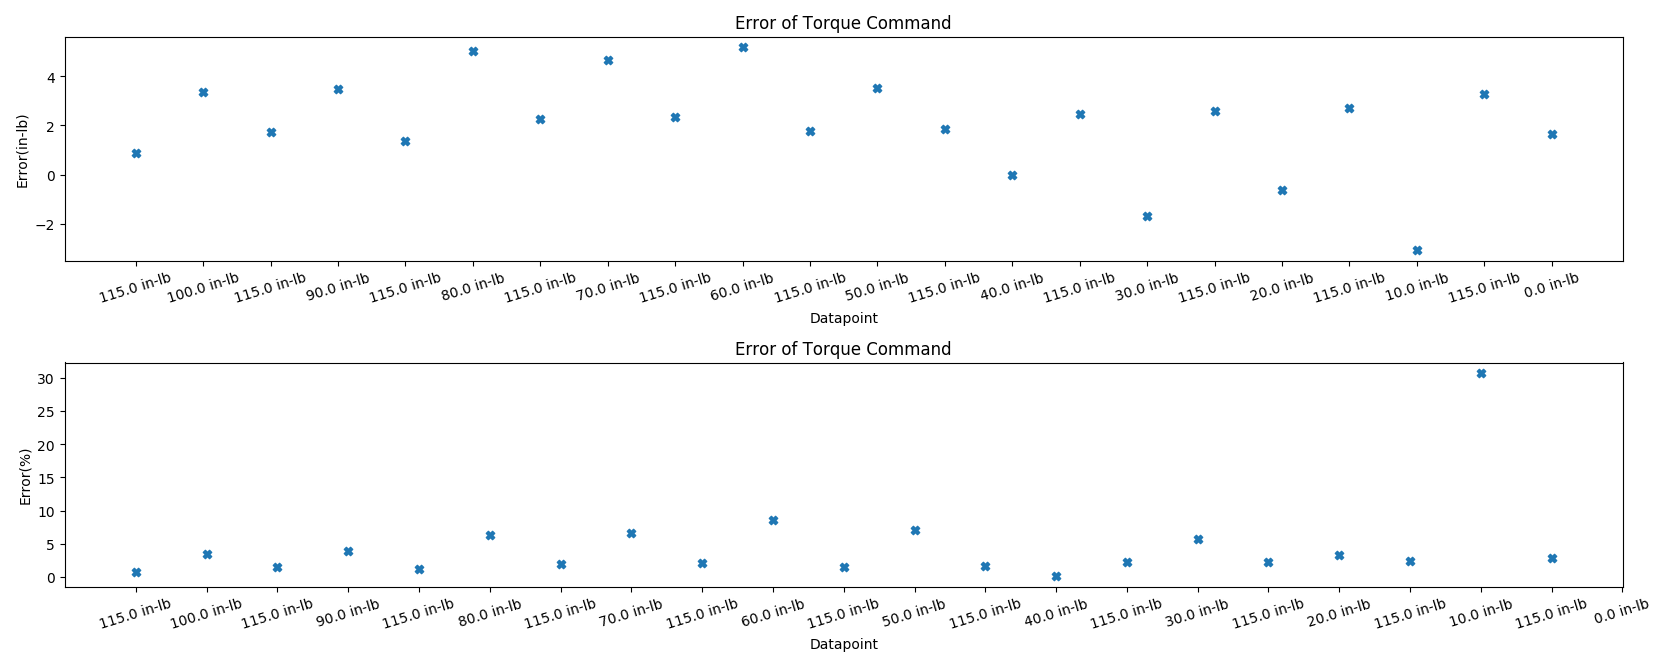 Error of Torque Command
4
2
0
−2
Error(in-lb)
115.0 in-lb 100.0 in-lb 115.0 in-lb 90.0 in-lb 115.0 in-lb 80.0 in-lb 115.0 in-lb 70.0 in-lb 115.0 in-lb 60.0 in-lb 115.0 in-lb 50.0 in-lb 115.0 in-lb 40.0 in-lb 115.0 in-lb 30.0 in-lb 115.0 in-lb 20.0 in-lb 115.0 in-lb 10.0 in-lb 115.0 in-lb 0.0 in-lb
Datapoint
Error of Torque Command
30
25
20
15
10
5
0
Error(%)
115.0 in-lb 100.0 in-lb 115.0 in-lb 90.0 in-lb 115.0 in-lb 80.0 in-lb 115.0 in-lb 70.0 in-lb 115.0 in-lb 60.0 in-lb 115.0 in-lb 50.0 in-lb 115.0 in-lb 40.0 in-lb 115.0 in-lb 30.0 in-lb 115.0 in-lb 20.0 in-lb 115.0 in-lb 10.0 in-lb 115.0 in-lb 0.0 in-lb
Datapoint